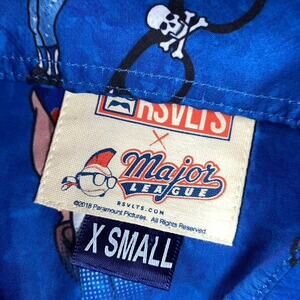 RSVLTS
X
Major
LEAGUE
RSVLTS.COM
©2018 Paramount Pictures. All Rights Reserved.
X SMALL